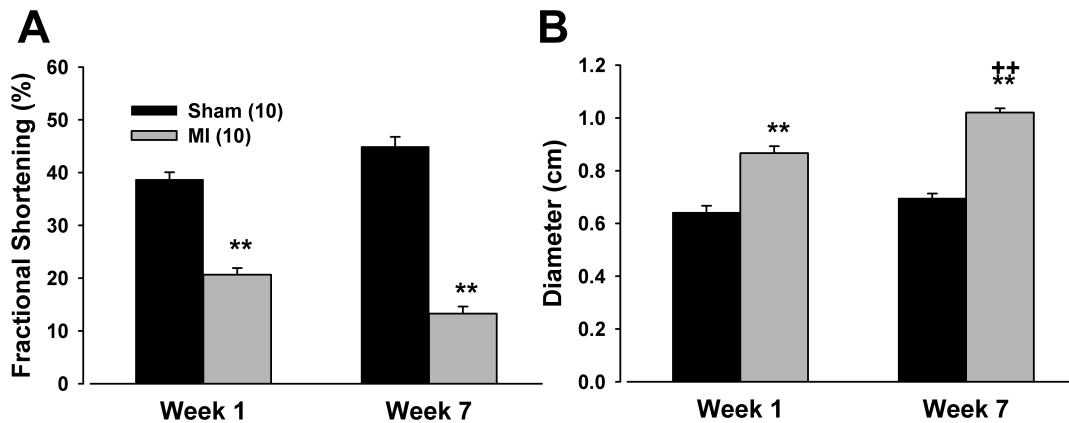 A
Fractional Shortening (%)
60
50
40
30
20
10
0
Sham (10)
MI (10)
**
**
Week 1
Week 7
B
Diameter (cm)
1.2
1.0
0.8
0.6
0.4
0.2
0.0
**
++
**
Week 1
Week 7